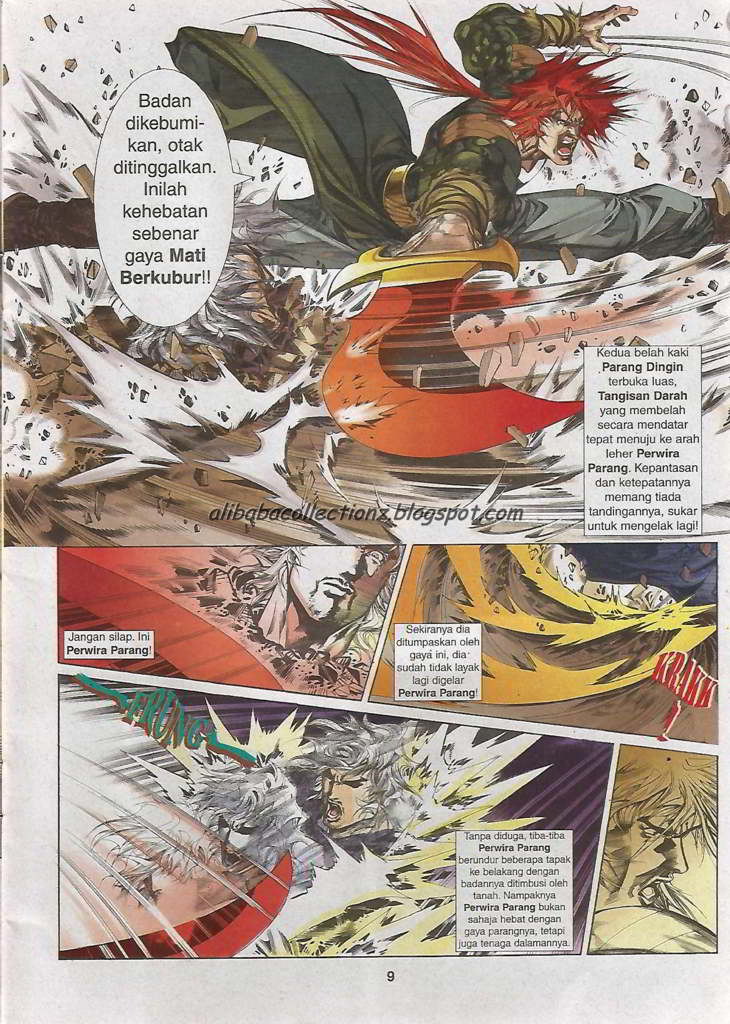 Badan
dikebumi-
kan, otak
ditinggalkan.
Inilah
kehebatan
sebenar
gaya Mati
Berkubur!!
Kedua belah kaki
Parang Dingin
terbuka luas,
Tangisan Darah
yang membelah
secara mendatar
tepat menuju ke arah
leher Perwira
Parang. Kepantasan
dan ketepatannya
memang tiada
tandingannya, sukar
untuk mengelak lagi!
alibabacollectionz.blogspot.com
Jangan silap. Ini
Perwira Parang!
Sekiranya dia
ditumpaskan oleh
gaya ini, dia
sudah tidak layak
lagi digelar
Perwira Parang!
KRAKK
!
FRUNG
Tanpa diduga, tiba-tiba
Perwira Parang
berundur beberapa tapak
ke belakang dengan
badannya ditimbusi oleh
tanah. Nampaknya
Perwira Parang bukan
sahaja hebat dengan
gaya parangnya, tetapi
juga tenaga dalamannya.
9